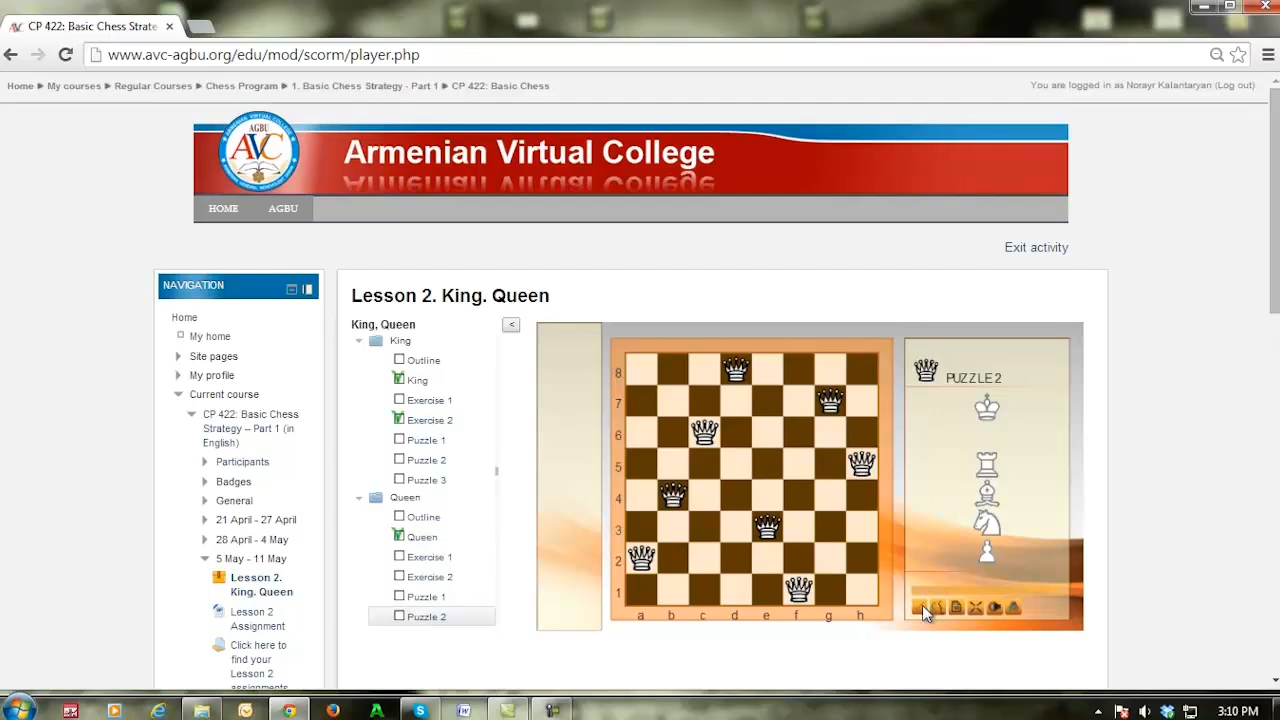 CP 422: Basic Chess Strate
www.avc-agbu.org/edu/mod/scorm/player.php
Home ► My courses ► Regular Courses ► Chess Program ► 1. Basic Chess Strategy - Part 1 ► CP 422: Basic Chess
You are logged in as Norayr Kalantaryan (Log out)
AGBU
AVC
Armenian Virtual College
HOME AGBU
Exit activity
NAVIGATION
Home
My home
Site pages
My profile
Current course
CP 422: Basic Chess
Strategy – Part 1 (in
English)
Participants
Badges
General
21 April - 27 April
28 April - 4 May
5 May - 11 May
Lesson 2.
King. Queen
Lesson 2
Assignment
Click here to
find your
Lesson 2
assignments
Lesson 2. King. Queen
King, Queen
<
King
Outline
King
Exercise 1
Exercise 2
Puzzle 1
Puzzle 2
Puzzle 3
Queen
Outline
Queen
Exercise 1
Exercise 2
Puzzle 1
Puzzle 2
8
7
6
5
4
3
2
1
a b c d e f g h
PUZZLE 2
3:10 PM